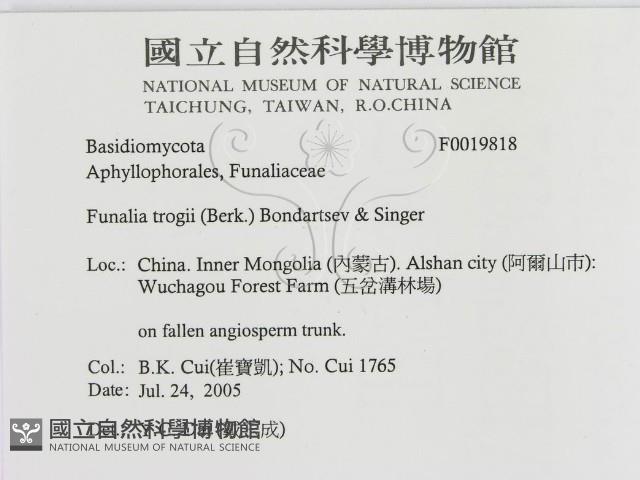 國立自然科學博物館
NATIONAL MUSEUM OF NATURAL SCIENCE
TAICHUNG, TAIWAN, R.O.CHINA
Basidiomycota F0019818
Aphyllophorales, Funaliaceae
Funalia trogii (Berk.) Bondartsev & Singer
Loc.: China. Inner Mongolia (內蒙古). Alshan city (阿爾山市):
Wuchagou Forest Farm (五岔溝林場)
on fallen angiosperm trunk.
Col.: B.K. Cui(崔寶凱); No. Cui 1765
Date: Jul. 24, 2005
成)
國立自然科學博物館
NATIONAL MUSEUM OF NATURAL SCIENCE